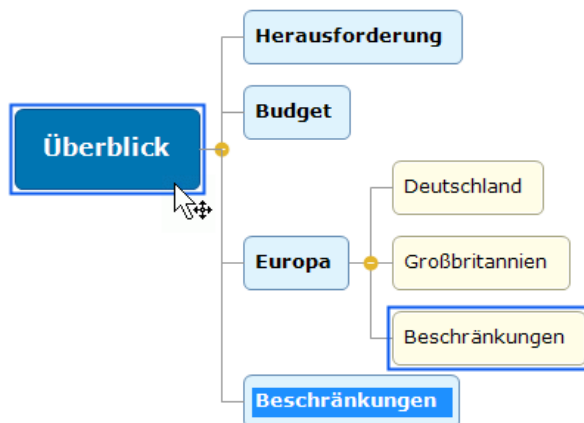 Überblick
Herausforderung
Budget
Europa
Deutschland
Großbritannien
Beschränkungen
Beschränkungen